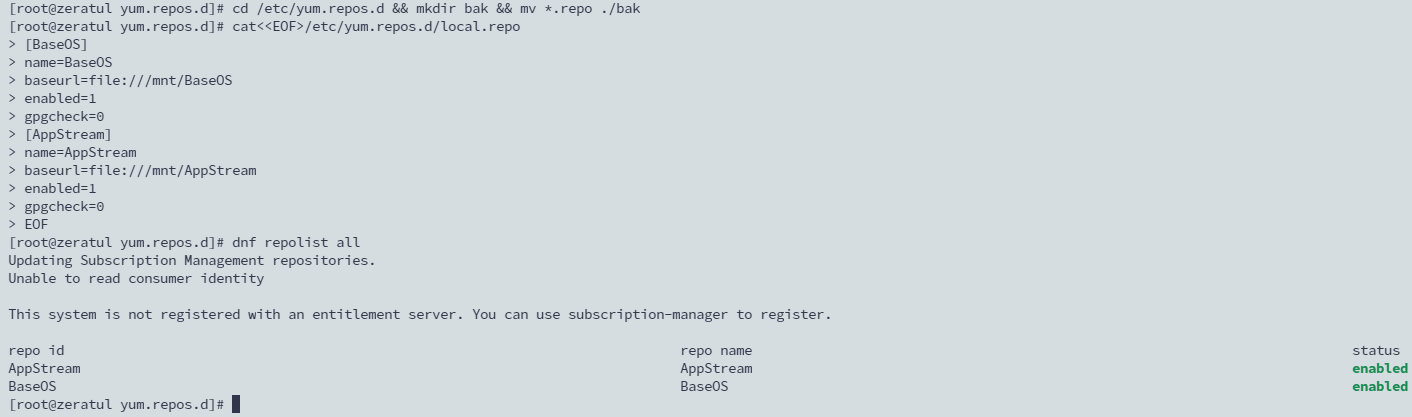 [root@zeratul yum.repos.d]# cd /etc/yum.repos.d && mkdir bak && mv *.repo ./bak
[root@zeratul yum.repos.d]# cat<<EOF>/etc/yum.repos.d/local.repo
> [BaseOS]
> name=BaseOS
> baseurl=file:///mnt/BaseOS
> enabled=1
> gpgcheck=0
> [AppStream]
> name=AppStream
> baseurl=file:///mnt/AppStream
> enabled=1
> gpgcheck=0
> EOF
[root@zeratul yum.repos.d]# dnf repolist all
Updating Subscription Management repositories.
Unable to read consumer identity
This system is not registered with an entitlement server. You can use subscription-manager to register.
repo id repo name status
AppStream AppStream enabled
BaseOS BaseOS enabled
[root@zeratul yum.repos.d]#